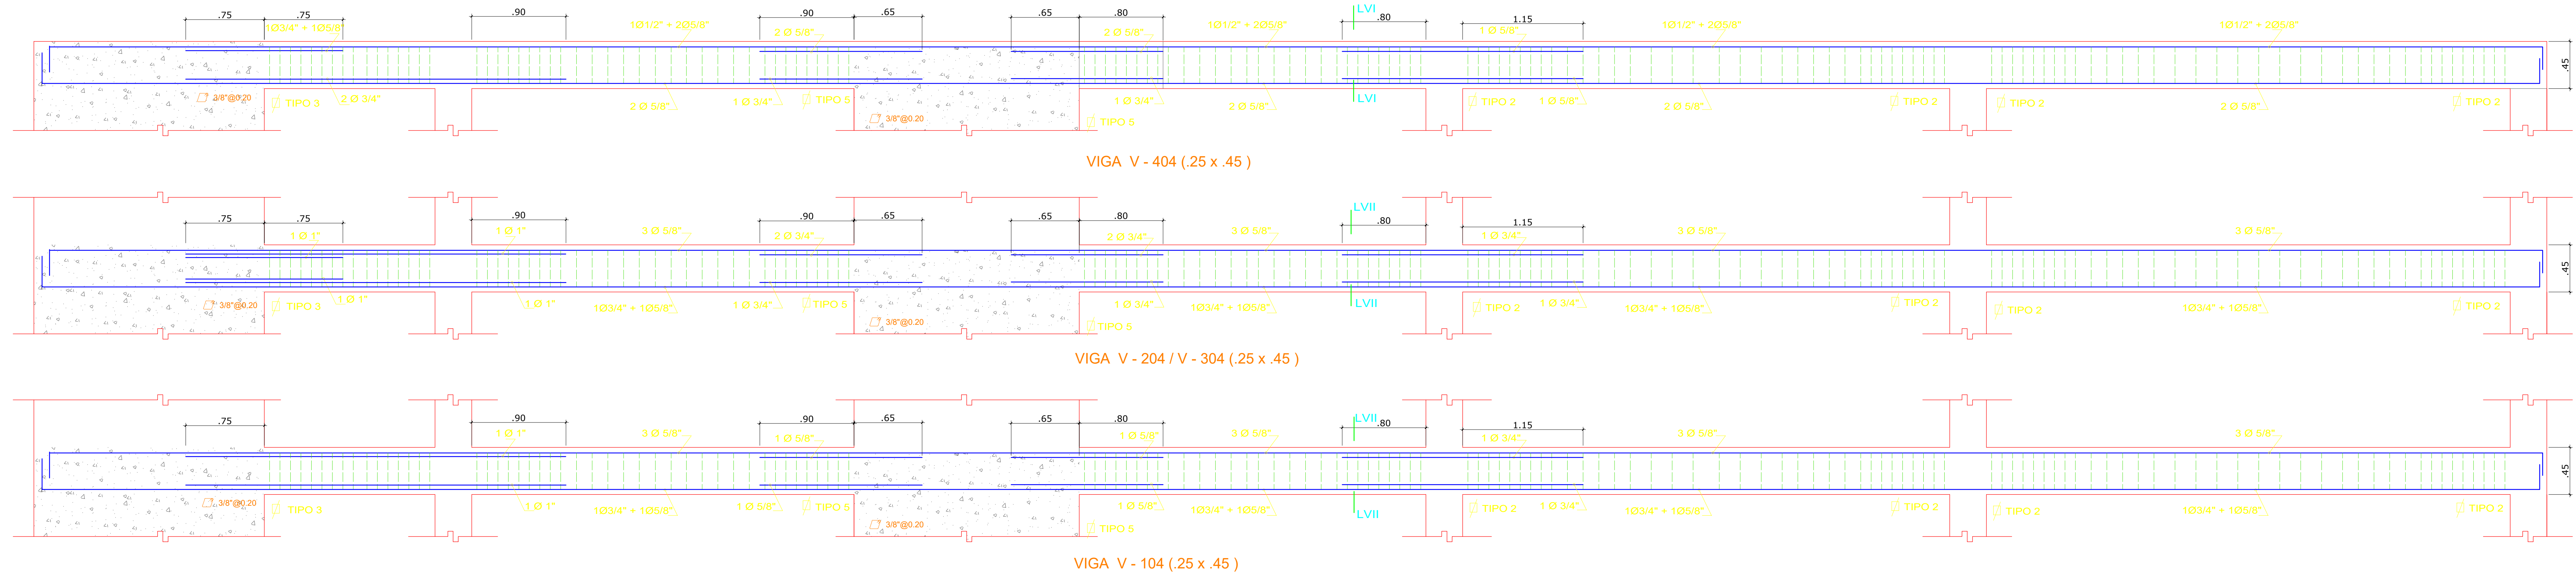 .75 .75 .90 .90 .65 .65 .80 LVI .80 1.15
1Ø3/4" + 1Ø5/8" 1Ø1/2" + 2Ø5/8" 2 Ø 5/8" 2 Ø 5/8" 1Ø1/2" + 2Ø5/8" 1 Ø 5/8" 1Ø1/2" + 2Ø5/8" 1Ø1/2" + 2Ø5/8"
.45
3/8"@0.20 TIPO 3 2 Ø 3/4" 2 Ø 5/8" 1 Ø 3/4" TIPO 5 1 Ø 3/4" 2 Ø 5/8" LVI TIPO 2 1 Ø 5/8" 2 Ø 5/8" TIPO 2 TIPO 2 2 Ø 5/8" TIPO 2
3/8"@0.20 TIPO 5
VIGA V - 404 (.25 x .45 )
.75 .75 .90 .90 .65 .65 .80 LVII .80 1.15
1 Ø 1" 1 Ø 1" 3 Ø 5/8" 2 Ø 3/4" 2 Ø 3/4" 3 Ø 5/8" 1 Ø 3/4" 3 Ø 5/8" 3 Ø 5/8"
.45
3/8"@0.20 TIPO 3 1 Ø 1" 1 Ø 1" 1Ø3/4" + 1Ø5/8" 1 Ø 3/4" TIPO 5 1 Ø 3/4" 1Ø3/4" + 1Ø5/8" LVII TIPO 2 1 Ø 3/4" 1Ø3/4" + 1Ø5/8" TIPO 2 TIPO 2 1Ø3/4" + 1Ø5/8" TIPO 2
3/8"@0.20 TIPO 5
VIGA V - 204 / V - 304 (.25 x .45 )
.75 .90 .90 .65 .65 .80 LVII .80 1.15
1 Ø 1" 3 Ø 5/8" 1 Ø 5/8" 1 Ø 5/8" 3 Ø 5/8" 1 Ø 3/4" 3 Ø 5/8" 3 Ø 5/8"
.45
3/8"@0.20 TIPO 3 1 Ø 1" 1Ø3/4" + 1Ø5/8" 1 Ø 5/8" TIPO 5 1 Ø 5/8" 1Ø3/4" + 1Ø5/8" LVII TIPO 2 1 Ø 3/4" 1Ø3/4" + 1Ø5/8" TIPO 2 TIPO 2 1Ø3/4" + 1Ø5/8" TIPO 2
3/8"@0.20 TIPO 5
VIGA V - 104 (.25 x .45 )